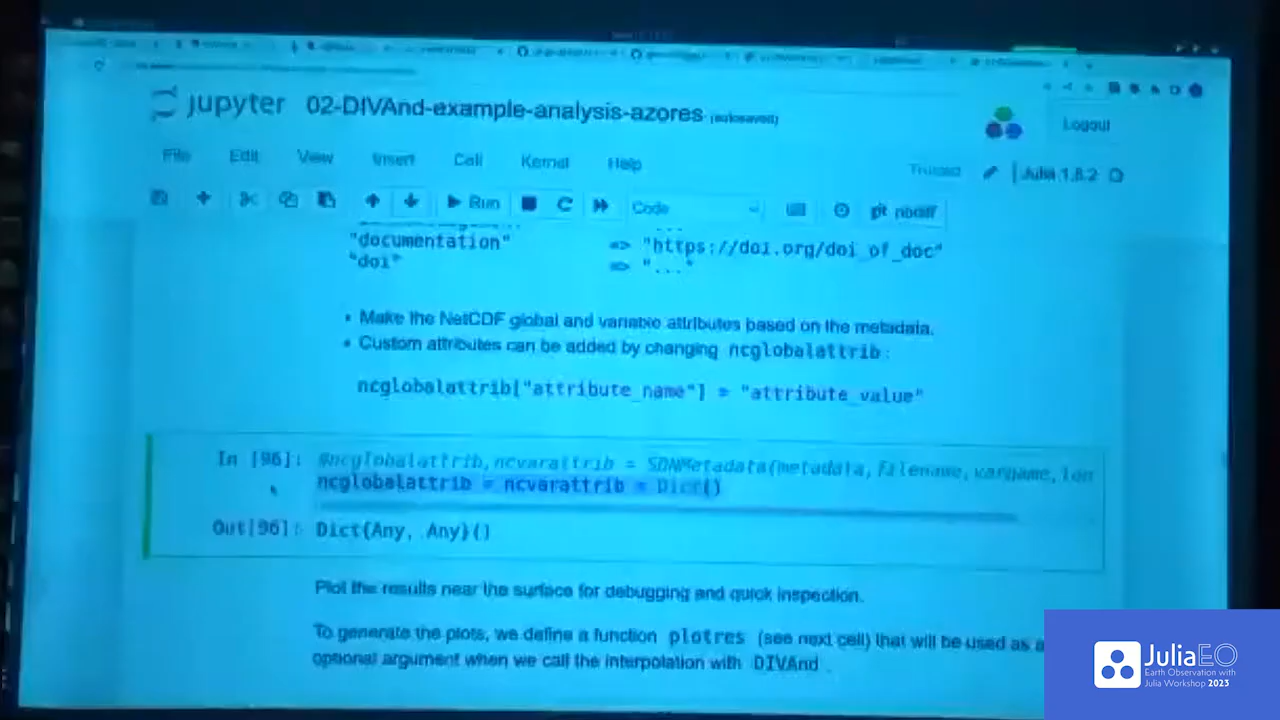 jupyter 02-DIVAnd-example-analysis-azores (autosaved)
Logout
File Edit View Insert Cell Kernel Help
Trusted Julia 1.8.2
Run Code git nbdiff
"documentation" => "https://doi.org/doi_of_doc"
"doi" => "..."
Make the NetCDF global and variable attributes based on the metadata.
Custom attributes can be added by changing ncglobalattrib :
ncglobalattrib["attribute_name"] = "attribute_value"
In [96]: #ncglobalattrib,ncvarattrib = SDNMetadata(metadata,filename,varname,lon
ncglobalattrib = ncvarattrib = Dict()
Out[96]: Dict{Any, Any}()
Plot the results near the surface for debugging and quick inspection.
To generate the plots, we define a function plotres (see next cell) that will be used as a
optional argument when we call the interpolation with DIVAnd .
JuliaEO
Earth Observation with
Julia Workshop 2023